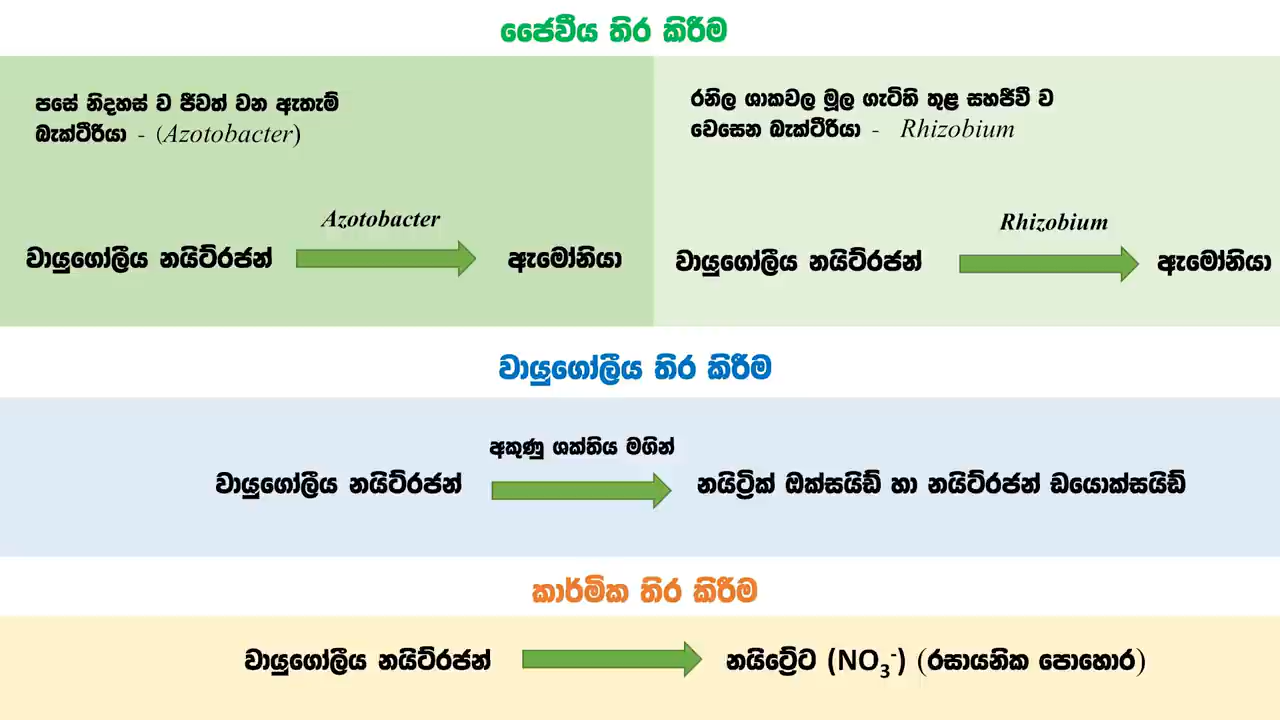 ජෛවීය තිර කිරීම
පසේ නිදහස් ව ජීවත් වන ඇතැම්
බැක්ටීරියා - (Azotobacter)
Azotobacter
වායුගෝලීය නයිට්රජන්
ඇමෝනියා
රනිල ශාකවල මූල ගැටිති තුළ සහජීවී ව
වෙසෙන බැක්ටීරියා - Rhizobium
Rhizobium
වායුගෝලීය නයිට්රජන්
ඇමෝනියා
වායුගෝලීය තිර කිරීම
අකුණු ශක්තිය මගින්
වායුගෝලීය නයිට්රජන්
නයිට්‍රික් ඔක්සයිඩ් හා නයිට්රජන් ඩයොක්සයිඩ්
කාර්මික තිර කිරීම
වායුගෝලීය නයිට්රජන්
නයිට්‍රේට (NO₃⁻) (රසායනික පොහොර)